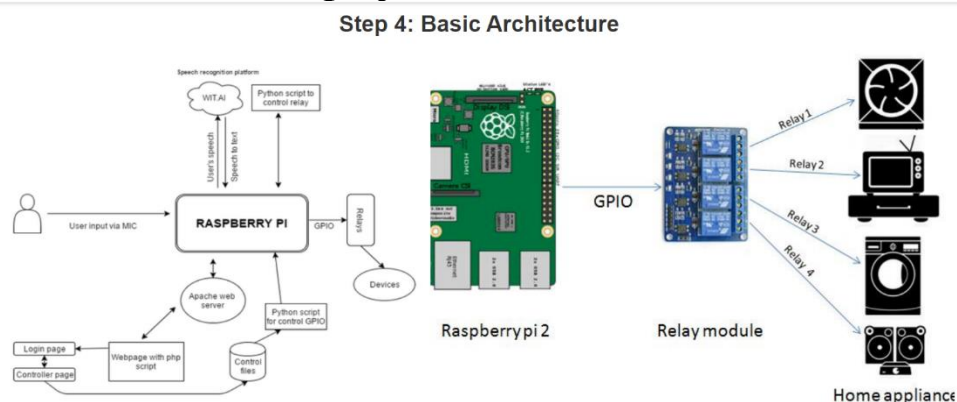 Step 4: Basic Architecture
Speech recognition platform
WIT.AI
Python script to
control relay
User's speech
Speech to text
User input via MIC
RASPBERRY PI
GPIO
Relays
Devices
Apache web
server
Python script
for control GPIO
Login page
Controller page
Webpage with php
script
Control
files
HDMI
GPIO
Raspberrypi 2
Relay module
Relay 1
Relay 2
Relay 3
Relay 4
Home appliance